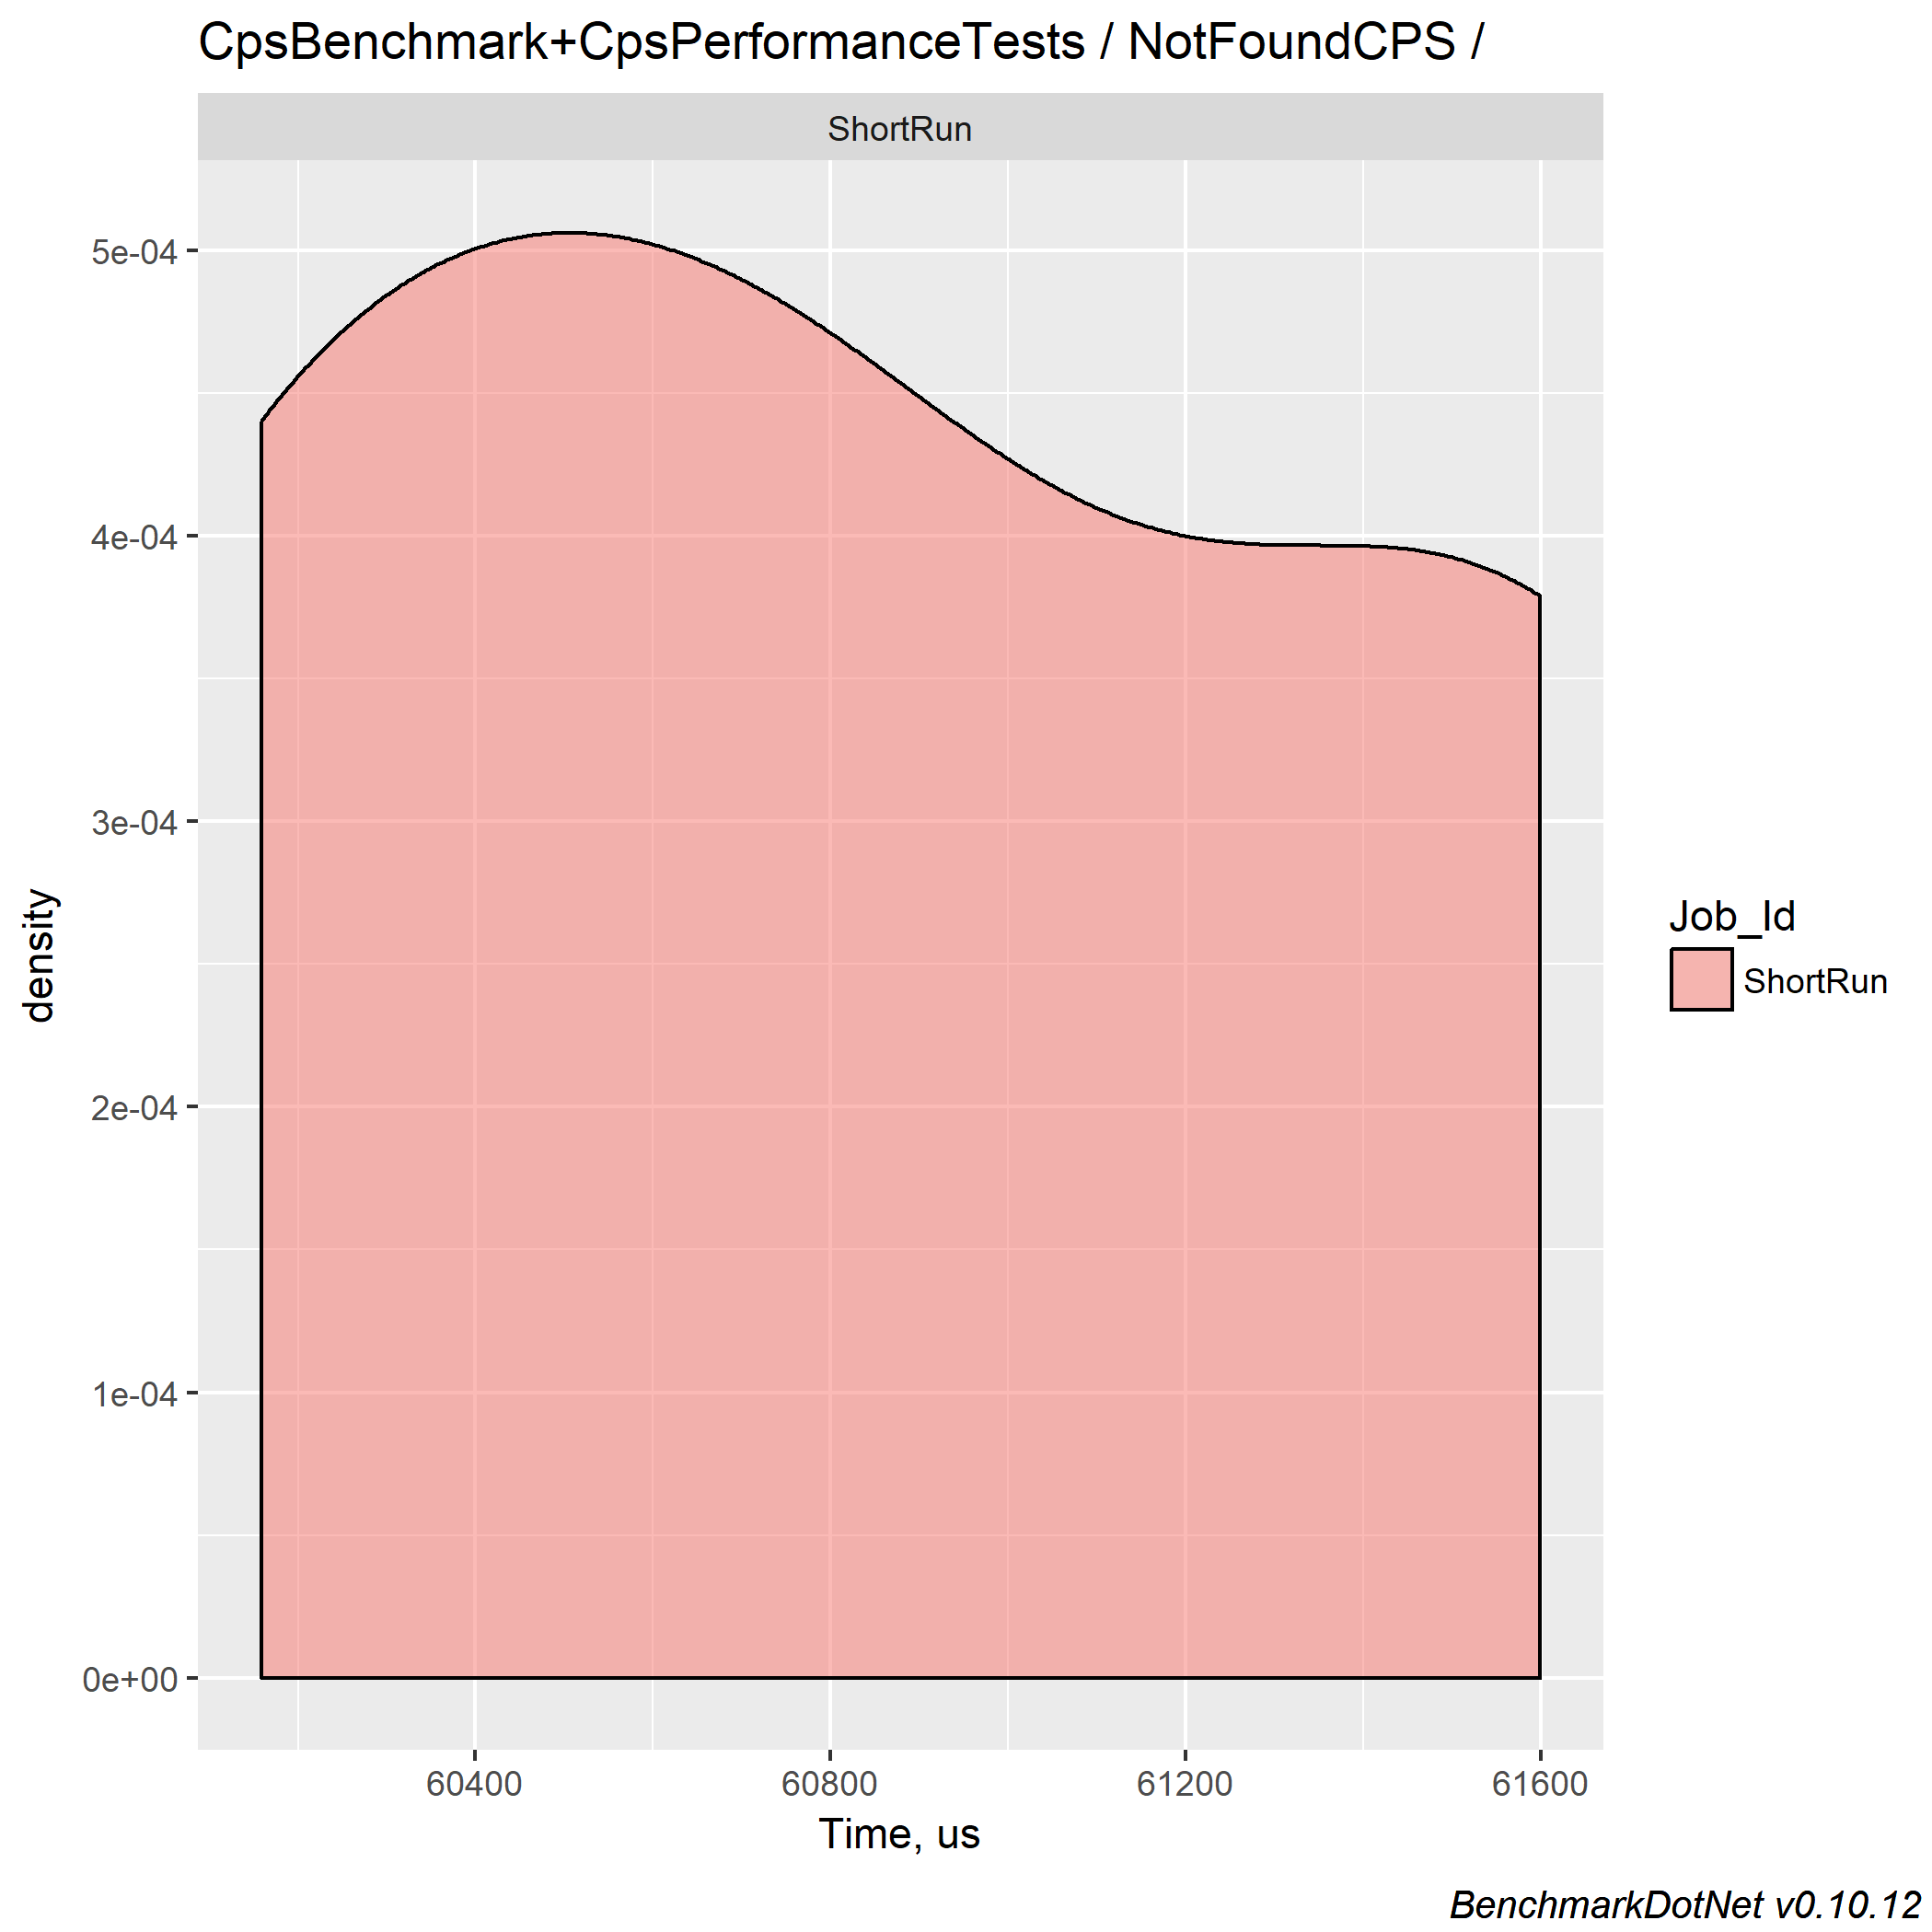 CpsBenchmark+CpsPerformanceTests / NotFoundCPS /
ShortRun
5e-04
4e-04
3e-04
2e-04
1e-04
0e+00
density
60400 60800 61200 61600
Time, us
Job_Id
ShortRun
BenchmarkDotNet v0.10.12